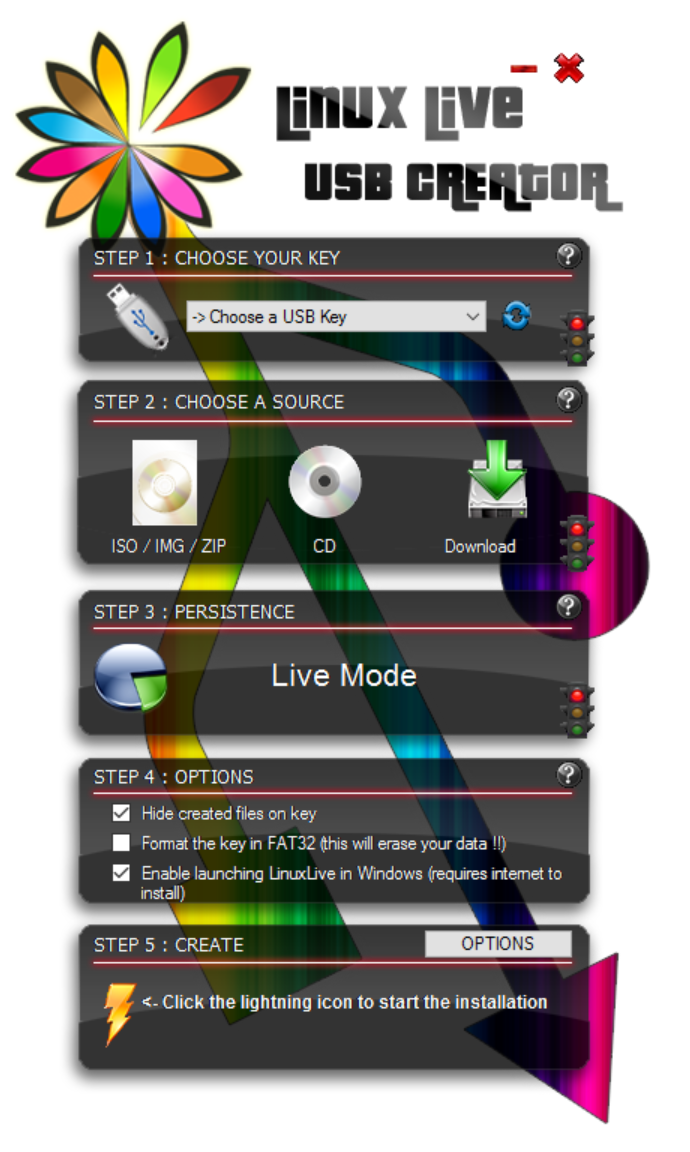 Linux Live
USB CREATOR
STEP 1 : CHOOSE YOUR KEY
?
-> Choose a USB Key
STEP 2 : CHOOSE A SOURCE
?
ISO / IMG / ZIP
CD
Download
STEP 3 : PERSISTENCE
?
Live Mode
STEP 4 : OPTIONS
?
Hide created files on key
Format the key in FAT32 (this will erase your data !!)
Enable launching LinuxLive in Windows (requires internet to
install)
STEP 5 : CREATE
OPTIONS
<- Click the lightning icon to start the installation